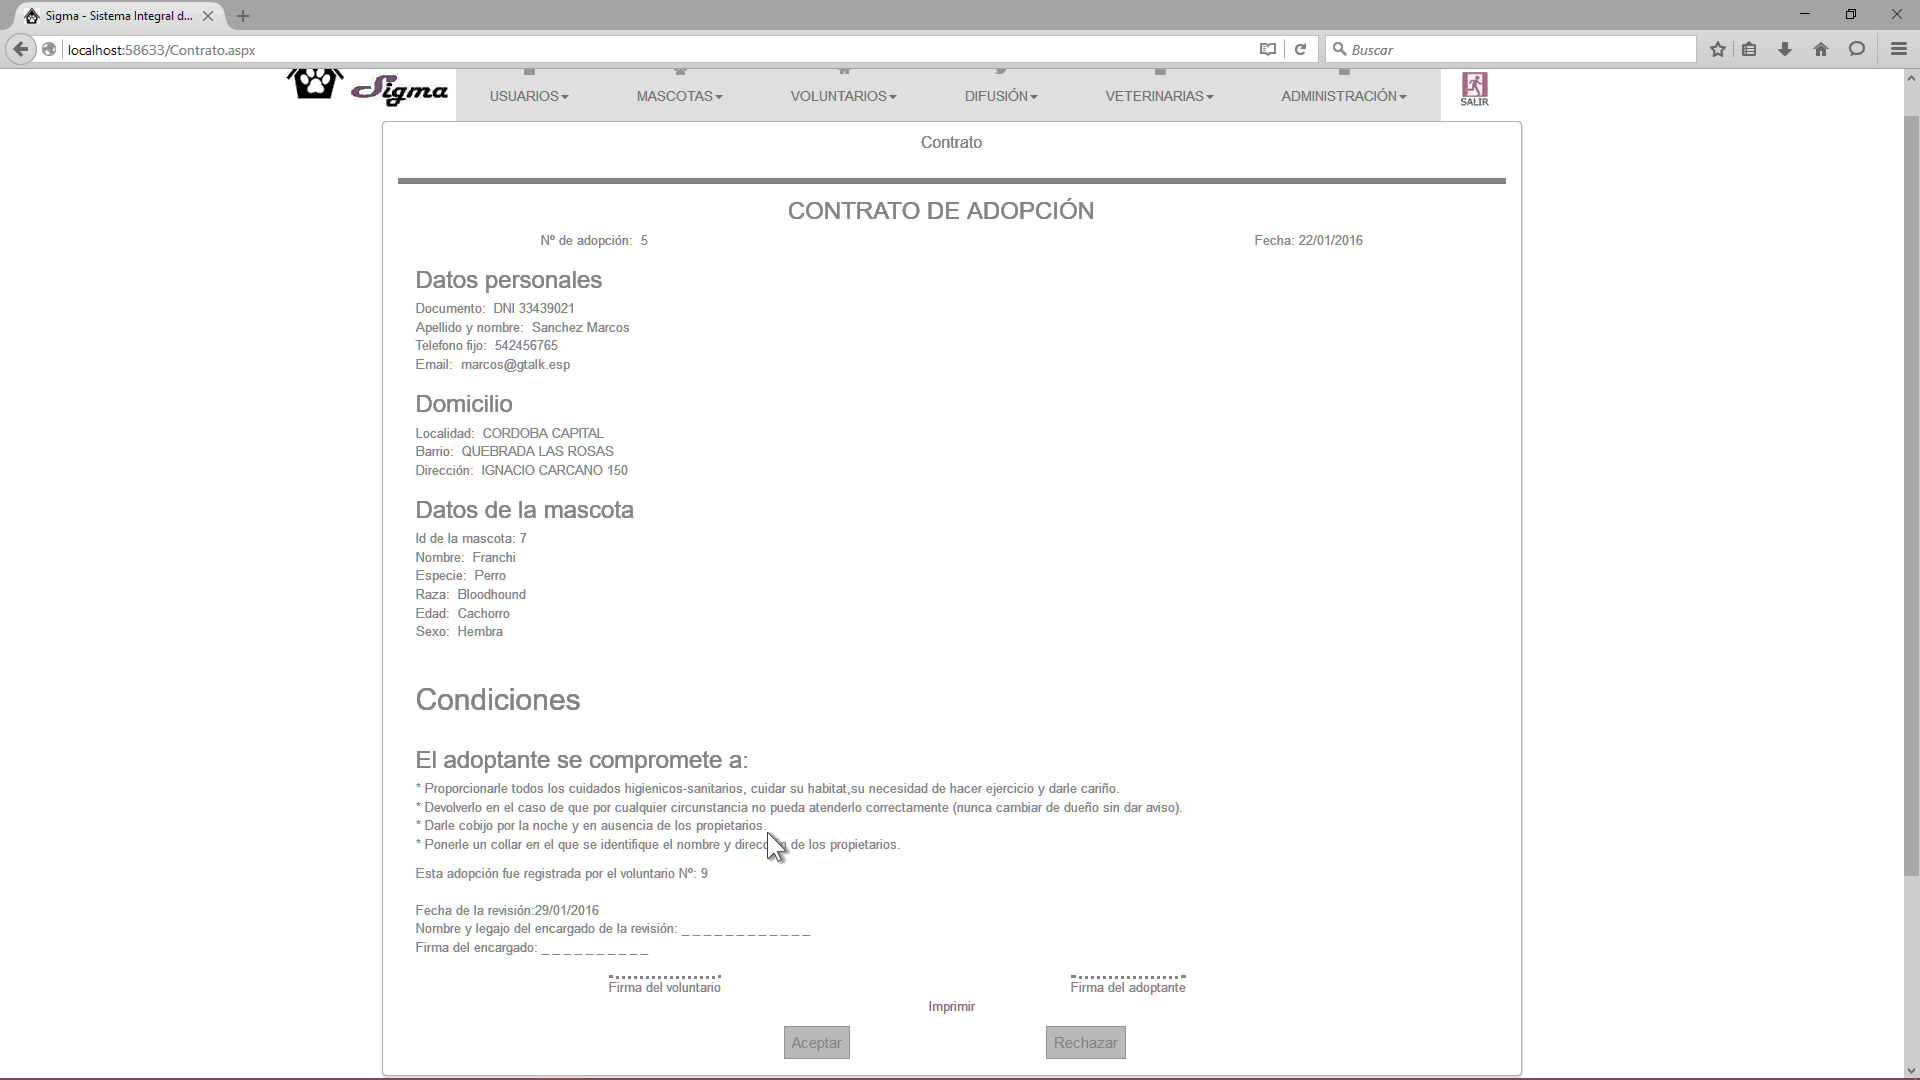 Sigma - Sistema Integral d...
localhost:58633/Contrato.aspx
Buscar
Sigma
USUARIOS
MASCOTAS
VOLUNTARIOS
DIFUSIÓN
VETERINARIAS
ADMINISTRACIÓN
SALIR
Contrato
CONTRATO DE ADOPCIÓN
Nº de adopción: 5
Fecha: 22/01/2016
Datos personales
Documento: DNI 33439021
Apellido y nombre: Sanchez Marcos
Telefono fijo: 542456765
Email: marcos@gtalk.esp
Domicilio
Localidad: CORDOBA CAPITAL
Barrio: QUEBRADA LAS ROSAS
Dirección: IGNACIO CARCANO 150
Datos de la mascota
Id de la mascota: 7
Nombre: Franchi
Especie: Perro
Raza: Bloodhound
Edad: Cachorro
Sexo: Hembra
Condiciones
El adoptante se compromete a:
* Proporcionarle todos los cuidados higienicos-sanitarios, cuidar su habitat,su necesidad de hacer ejercicio y darle cariño.
* Devolverlo en el caso de que por cualquier circunstancia no pueda atenderlo correctamente (nunca cambiar de dueño sin dar aviso).
* Darle cobijo por la noche y en ausencia de los propietarios.
* Ponerle un collar en el que se identifique el nombre y dirección de los propietarios.
Esta adopción fue registrada por el voluntario Nº: 9
Fecha de la revisión:29/01/2016
Nombre y legajo del encargado de la revisión: _ _ _ _ _ _ _ _ _ _ _ _
Firma del encargado: _ _ _ _ _ _ _ _ _ _
Firma del voluntario
Firma del adoptante
Imprimir
Aceptar
Rechazar